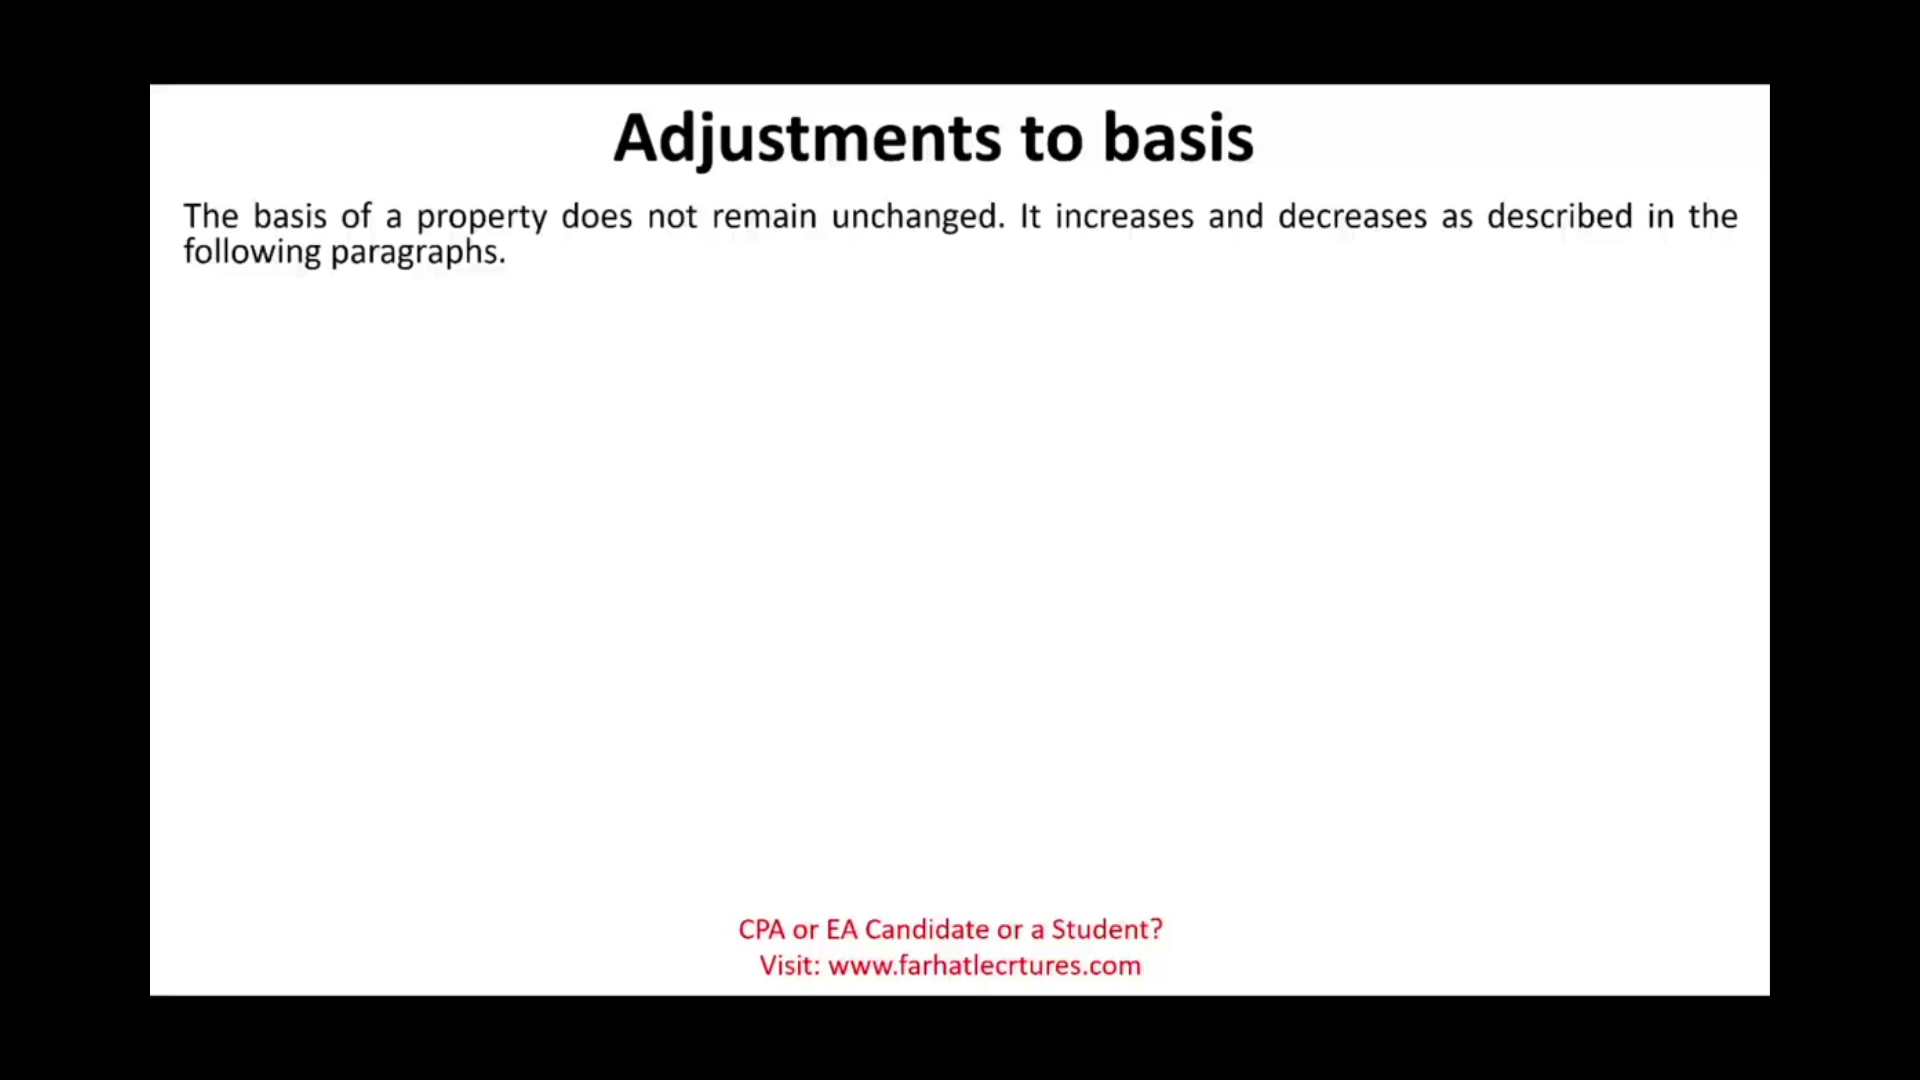 Adjustments to basis
The basis of a property does not remain unchanged. It increases and decreases as described in the
following paragraphs.
CPA or EA Candidate or a Student?
Visit: www.farhatlecrtures.com